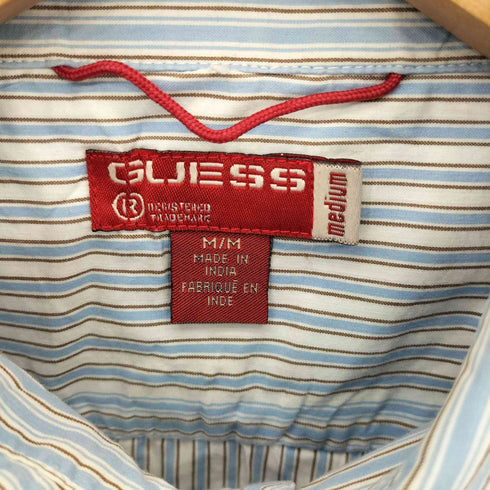 GUESS
® REGISTERED
TRADEMARK
medium
M/M
MADE IN
INDIA
FABRIQUÉ EN
INDE